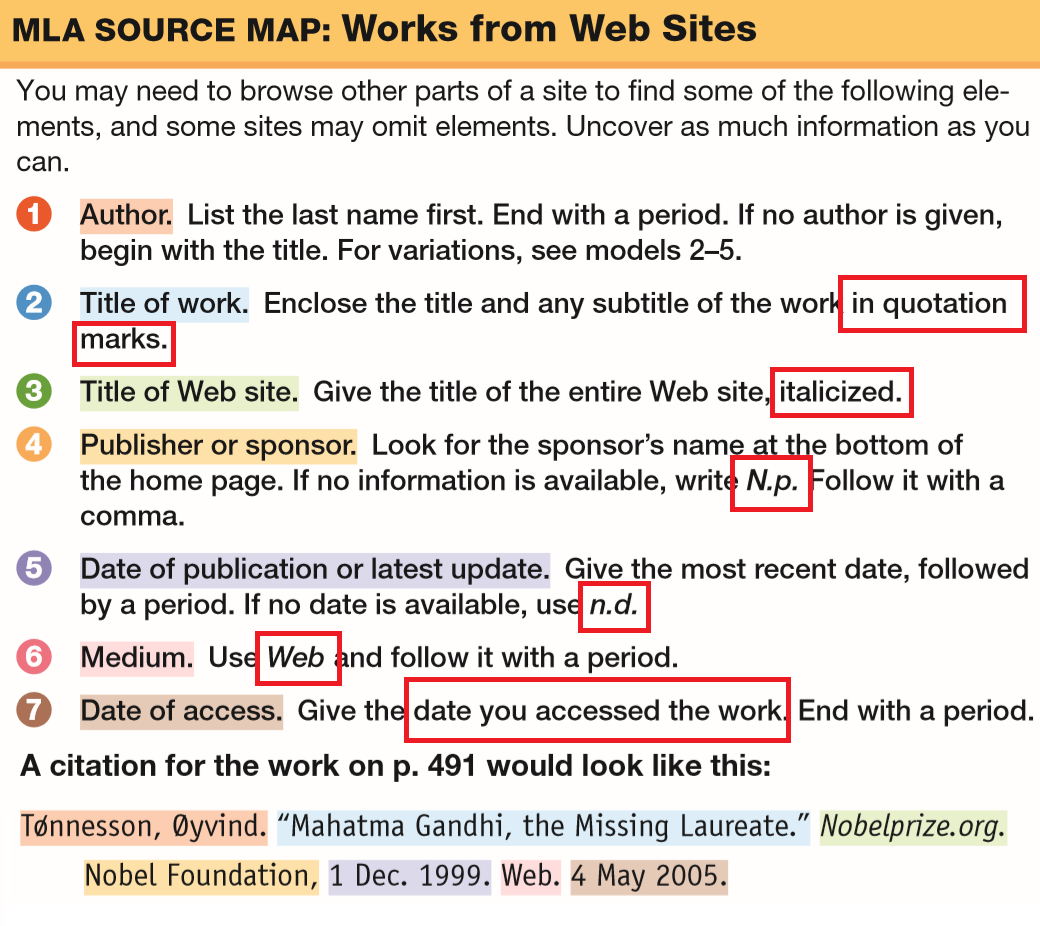 MLA SOURCE MAP: Works from Web Sites
You may need to browse other parts of a site to find some of the following ele-
ments, and some sites may omit elements. Uncover as much information as you
can.
1 Author. List the last name first. End with a period. If no author is given,
begin with the title. For variations, see models 2–5.
2 Title of work. Enclose the title and any subtitle of the work in quotation
marks.
3 Title of Web site. Give the title of the entire Web site, italicized.
4 Publisher or sponsor. Look for the sponsor’s name at the bottom of
the home page. If no information is available, write N.p. Follow it with a
comma.
5 Date of publication or latest update. Give the most recent date, followed
by a period. If no date is available, use n.d.
6 Medium. Use Web and follow it with a period.
7 Date of access. Give the date you accessed the work. End with a period.
A citation for the work on p. 491 would look like this:
Tønnesson, Øyvind. “Mahatma Gandhi, the Missing Laureate.” Nobelprize.org.
Nobel Foundation, 1 Dec. 1999. Web. 4 May 2005.